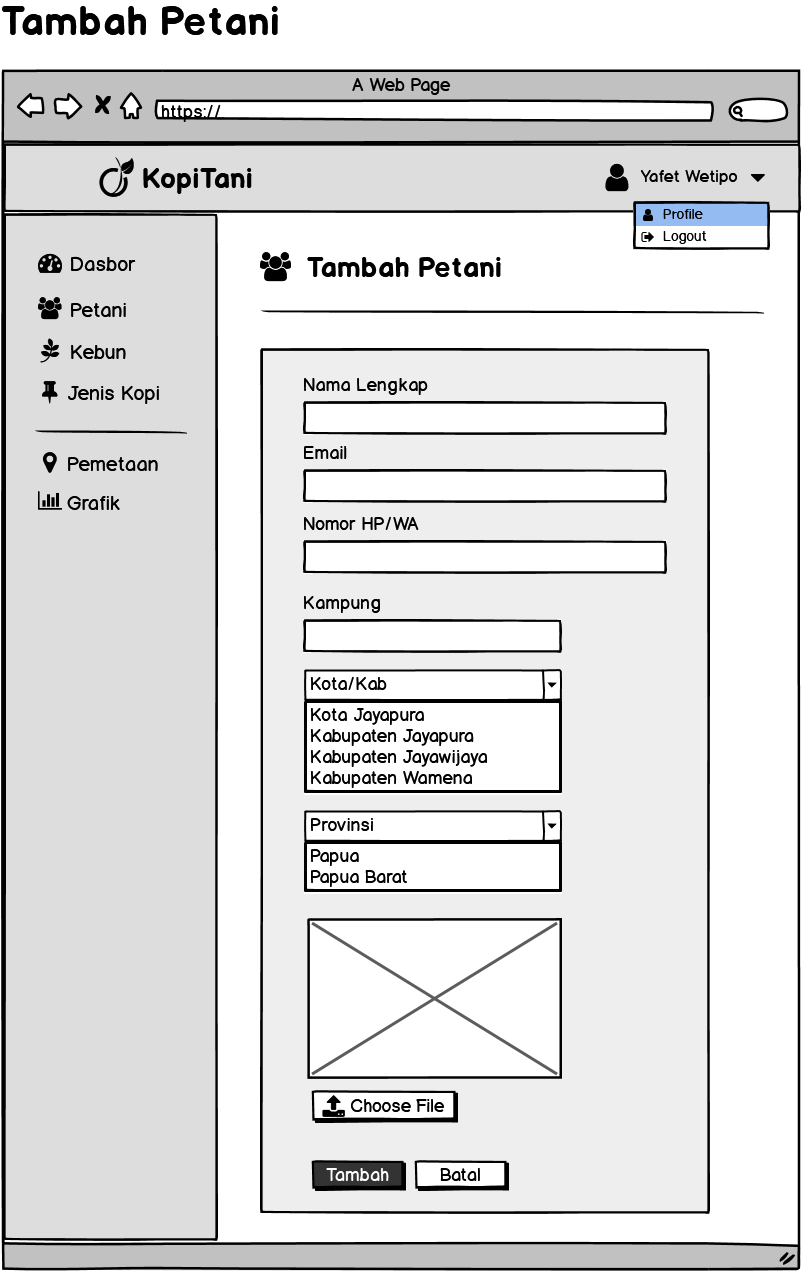 Tambah Petani
A Web Page
https://
KopiTani
Yafet Wetipo
Profile
Logout
Dasbor
Petani
Kebun
Jenis Kopi
Pemetaan
Grafik
Tambah Petani
Nama Lengkap
Email
Nomor HP/WA
Kampung
Kota/Kab
Kota Jayapura
Kabupaten Jayapura
Kabupaten Jayawijaya
Kabupaten Wamena
Provinsi
Papua
Papua Barat
Choose File
Tambah
Batal